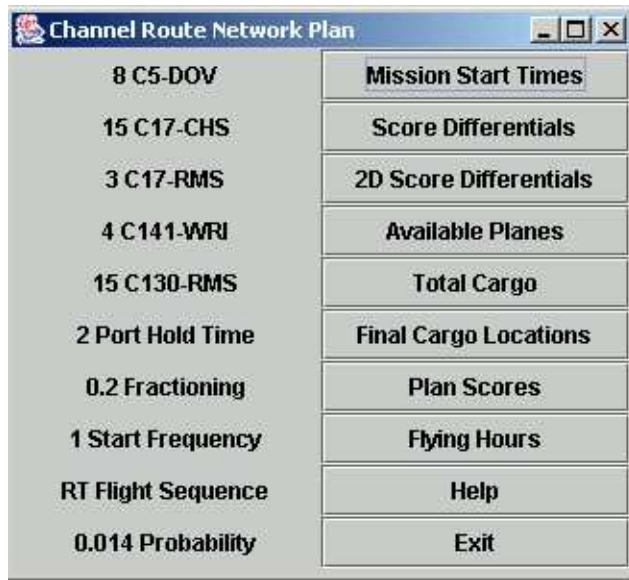 Channel Route Network Plan
8 C5-DOV Mission Start Times
15 C17-CHS Score Differentials
3 C17-RMS 2D Score Differentials
4 C141-WRI Available Planes
15 C130-RMS Total Cargo
2 Port Hold Time Final Cargo Locations
0.2 Fractioning Plan Scores
1 Start Frequency Flying Hours
RT Flight Sequence Help
0.014 Probability Exit